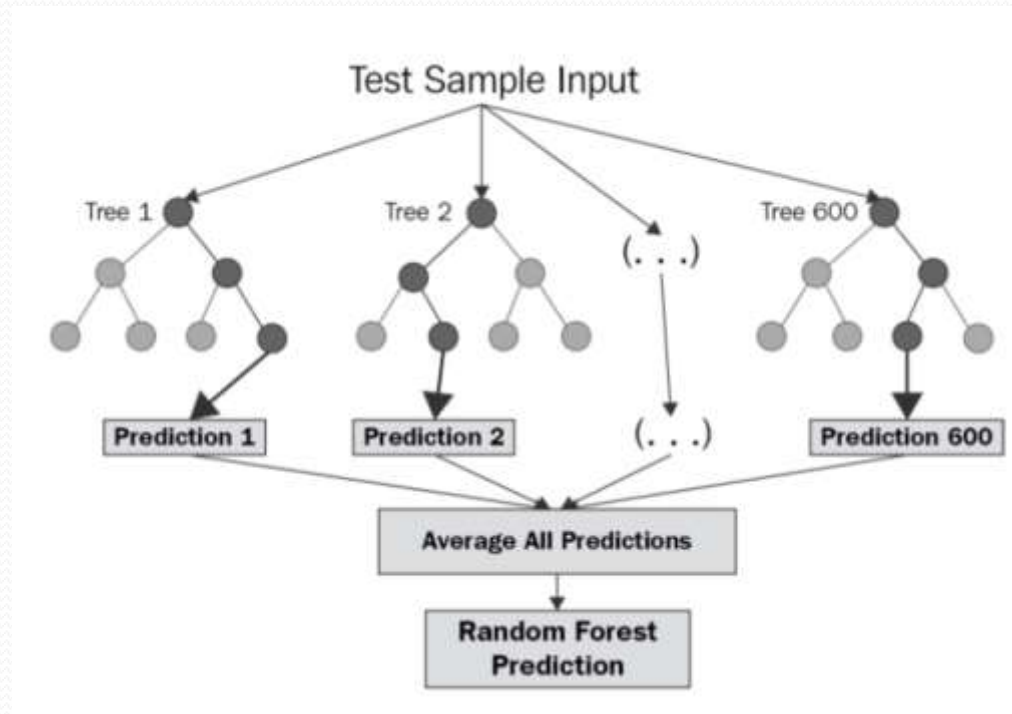 Test Sample Input
Tree 1
Tree 2
Tree 600
(. . .)
Prediction 1
Prediction 2
(. . .)
Prediction 600
Average All Predictions
Random Forest
Prediction